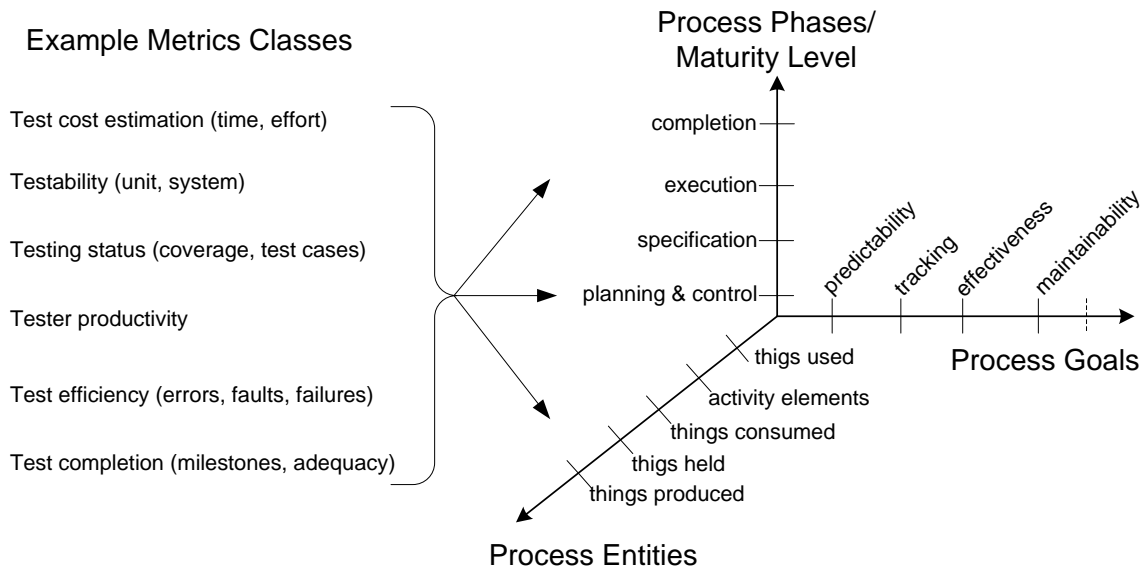 Example Metrics Classes
Test cost estimation (time, effort)
Testability (unit, system)
Testing status (coverage, test cases)
Tester productivity
Test efficiency (errors, faults, failures)
Test completion (milestones, adequacy)
Process Phases/
Maturity Level
completion
execution
specification
planning & control
predictability
tracking
effectiveness
maintainability
Process Goals
thigs used
activity elements
things consumed
thigs held
things produced
Process Entities